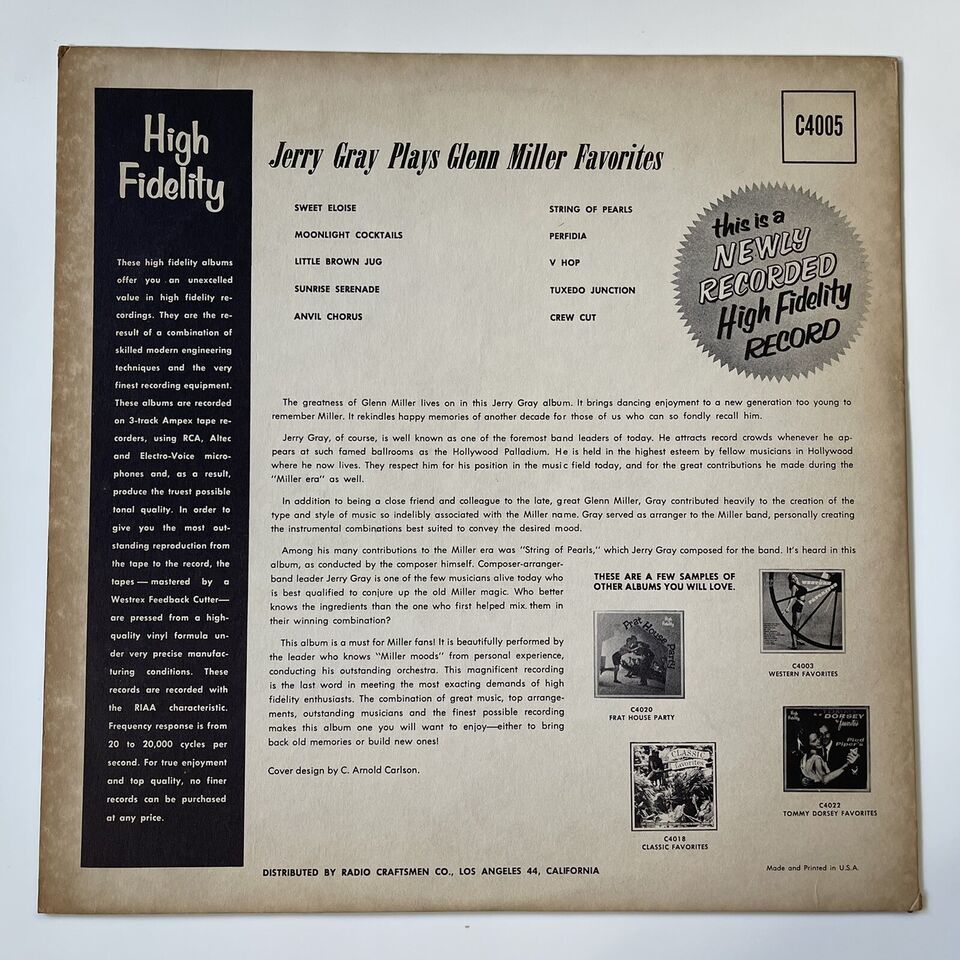 High
Fidelity
These high fidelity albums
offer you an unexcelled
value in high fidelity re-
cordings. They are the re-
result of a combination of
skilled modern engineering
techniques and the very
finest recording equipment.
These albums are recorded
on 3-track Ampex tape re-
corders, using RCA, Altec
and Electro-Voice micro-
phones and, as a result,
produce the truest possible
tonal quality. In order to
give you the most out-
standing reproduction from
the tape to the record, the
tapes — mastered by a
Westrex Feedback Cutter—
are pressed from a high-
quality vinyl formula un-
der very precise manufac-
turing conditions. These
records are recorded with
the RIAA characteristic.
Frequency response is from
20 to 20,000 cycles per
second. For true enjoyment
and top quality, no finer
records can be purchased
at any price.
C4005
Jerry Gray Plays Glenn Miller Favorites
SWEET ELOISE
MOONLIGHT COCKTAILS
LITTLE BROWN JUG
SUNRISE SERENADE
ANVIL CHORUS
STRING OF PEARLS
PERFIDIA
V HOP
TUXEDO JUNCTION
CREW CUT
this is a
NEWLY
RECORDED
High Fidelity
RECORD
The greatness of Glenn Miller lives on in this Jerry Gray album. It brings dancing enjoyment to a new generation too young to
remember Miller. It rekindles happy memories of another decade for those of us who can so fondly recall him.
Jerry Gray, of course, is well known as one of the foremost band leaders of today. He attracts record crowds whenever he ap-
pears at such famed ballrooms as the Hollywood Palladium. He is held in the highest esteem by fellow musicians in Hollywood
where he now lives. They respect him for his position in the music field today, and for the great contributions he made during the
"Miller era" as well.
In addition to being a close friend and colleague to the late, great Glenn Miller, Gray contributed heavily to the creation of the
type and style of music so indelibly associated with the Miller name. Gray served as arranger to the Miller band, personally creating
the instrumental combinations best suited to convey the desired mood.
Among his many contributions to the Miller era was "String of Pearls," which Jerry Gray composed for the band. It's heard in this
album, as conducted by the composer himself. Composer-arranger-
band leader Jerry Gray is one of the few musicians alive today who
is best qualified to conjure up the old Miller magic. Who better
knows the ingredients than the one who first helped mix them in
their winning combination?
This album is a must for Miller fans! It is beautifully performed by
the leader who knows "Miller moods" from personal experience,
conducting his outstanding orchestra. This magnificent recording
is the last word in meeting the most exacting demands of high
fidelity enthusiasts. The combination of great music, top arrange-
ments, outstanding musicians and the finest possible recording
makes this album one you will want to enjoy—either to bring
back old memories or build new ones!
Cover design by C. Arnold Carlson.
THESE ARE A FEW SAMPLES OF
OTHER ALBUMS YOU WILL LOVE.
Frat House
Party
C4020
FRAT HOUSE PARTY
C4003
WESTERN FAVORITES
CLASSIC
favorites
C4018
CLASSIC FAVORITES
High
Fidelity
DORSEY
favorites
Pied
Piper's
C4022
TOMMY DORSEY FAVORITES
DISTRIBUTED BY RADIO CRAFTSMEN CO., LOS ANGELES 44, CALIFORNIA
Made and Printed in U.S.A.